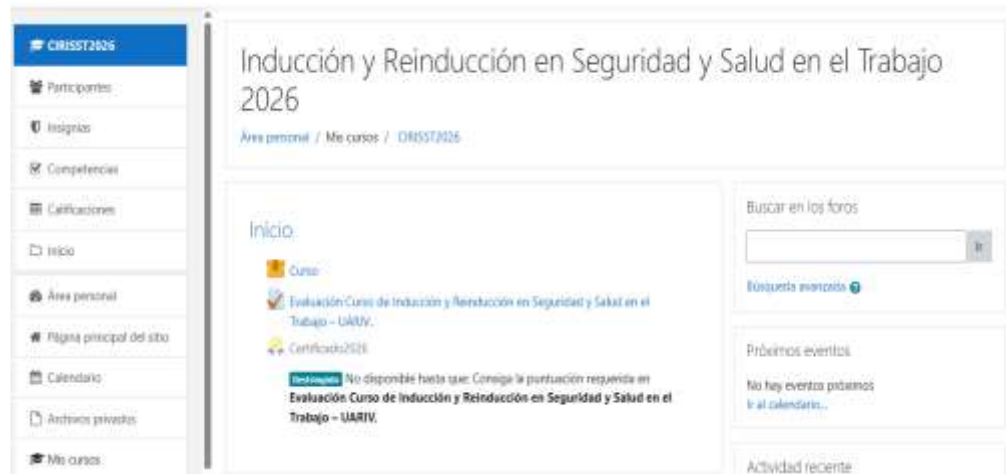 CIRISST2026
Participantes
Insignias
Competencias
Calificaciones
Inicio
Área personal
Página principal del sitio
Calendario
Archivos privados
Mis cursos
Inducción y Reinducción en Seguridad y Salud en el Trabajo
2026
Área personal / Mis cursos / CIRISST2026
Inicio
Curso
Evaluación Curso de Inducción y Reinducción en Seguridad y Salud en el
Trabajo – UARIV.
Certificado2026
Restringido No disponible hasta que: Consiga la puntuación requerida en
Evaluación Curso de Inducción y Reinducción en Seguridad y Salud en el
Trabajo – UARIV.
Buscar en los foros
Ir
Búsqueda avanzada
Próximos eventos
No hay eventos próximos
Ir al calendario...
Actividad reciente